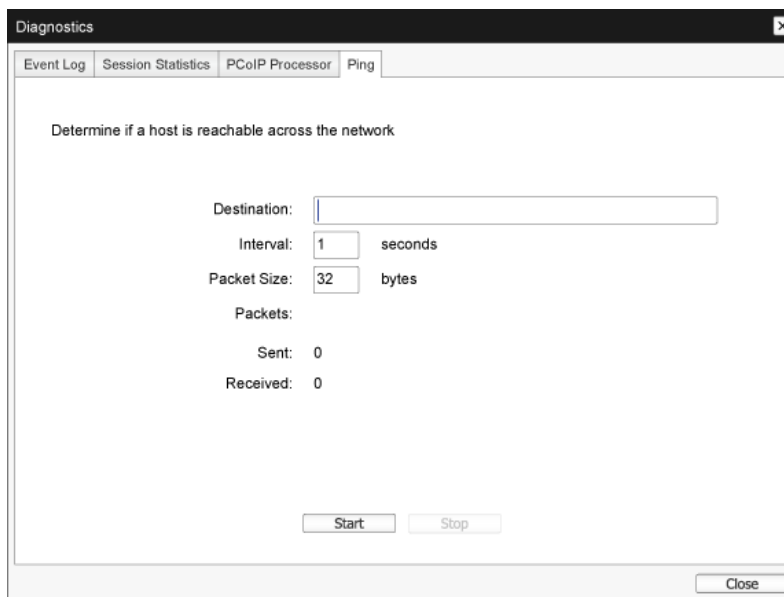 Diagnostics
Event Log Session Statistics PCoIP Processor Ping
Determine if a host is reachable across the network
Destination:
Interval: 1 seconds
Packet Size: 32 bytes
Packets:
Sent: 0
Received: 0
Start Stop
Close